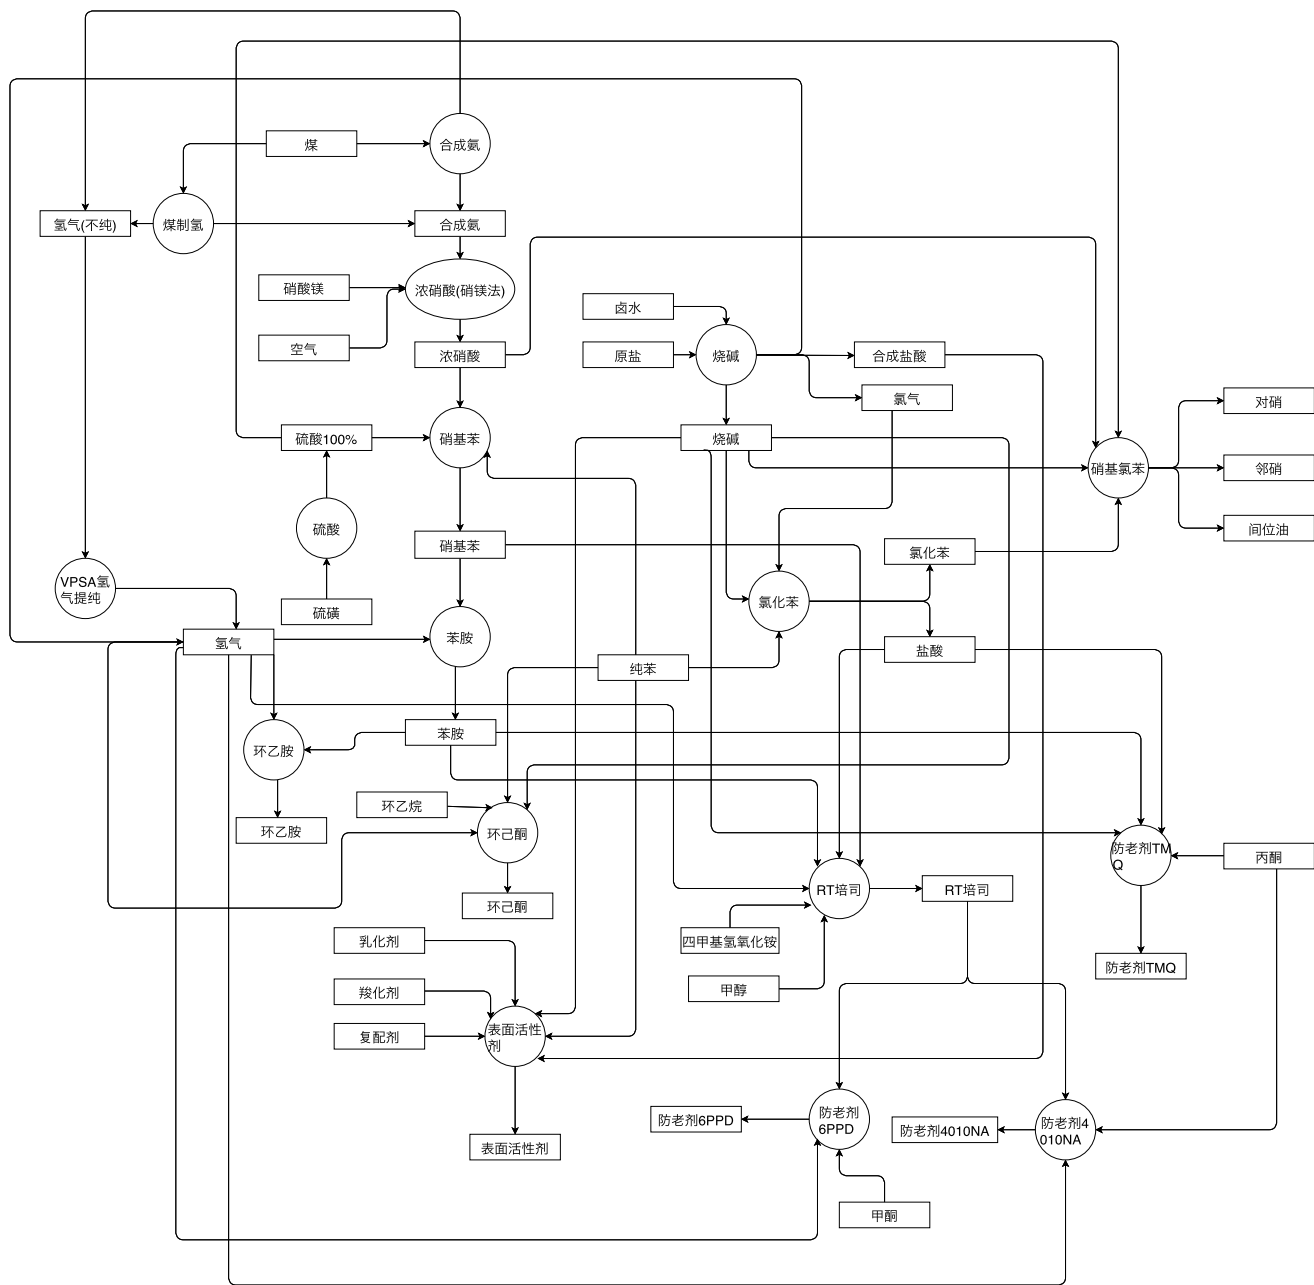 煤
合成氨
氢气(不纯)
煤制氢
合成氨
硝酸镁
浓硝酸(硝镁法)
卤水
空气
浓硝酸
原盐
烧碱
合成盐酸
氯气
对硝
硫酸100%
硝基苯
烧碱
硝基氯苯
邻硝
硫酸
间位油
硝基苯
氯化苯
VPSA氢
气提纯
硫磺
氯化苯
氢气
苯胺
盐酸
纯苯
苯胺
环乙胺
环乙烷
环乙胺
环己酮
防老剂TM
Q
丙酮
RT培司
RT培司
环己酮
乳化剂
四甲基氢氧化铵
防老剂TMQ
羧化剂
甲醇
复配剂
表面活性
剂
防老剂6PPD
防老剂
6PPD
防老剂4010NA
防老剂4
010NA
表面活性剂
甲酮